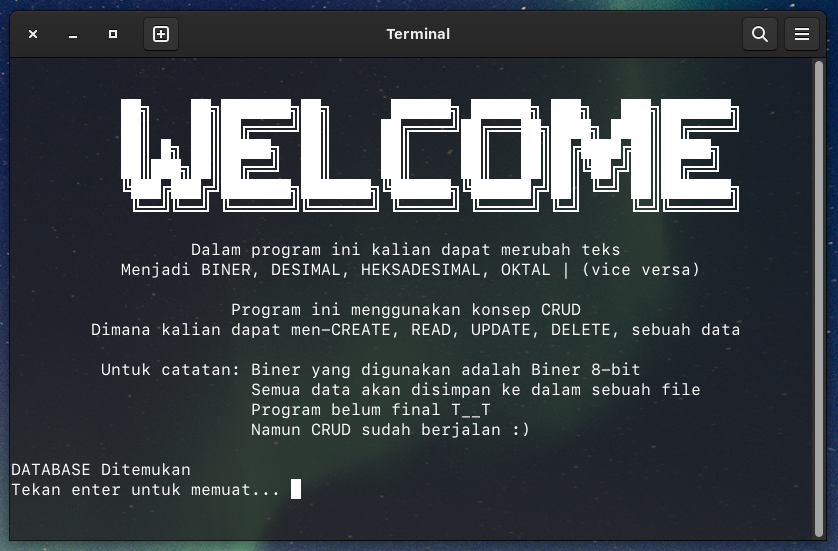 Terminal
WELCOME
Dalam program ini kalian dapat merubah teks
Menjadi BINER, DESIMAL, HEKSADESIMAL, OKTAL | (vice versa)
Program ini menggunakan konsep CRUD
Dimana kalian dapat men-CREATE, READ, UPDATE, DELETE, sebuah data
Untuk catatan: Biner yang digunakan adalah Biner 8-bit
Semua data akan disimpan ke dalam sebuah file
Program belum final T__T
Namun CRUD sudah berjalan :)
DATABASE Ditemukan
Tekan enter untuk memuat...